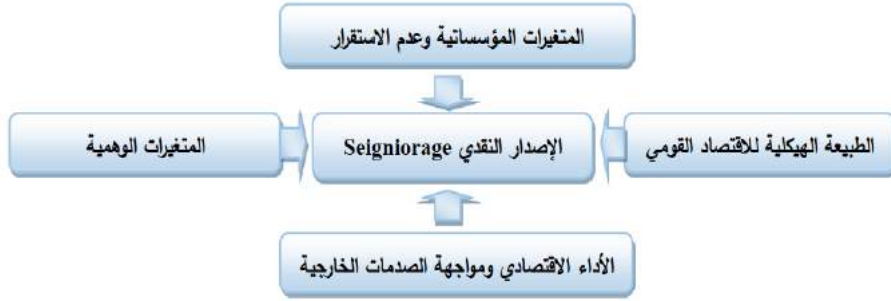 المتغيرات المؤسساتية وعدم الاستقرار
الطبيعة الهيكلية للاقتصاد القومي
الإصدار النقدي Seigniorage
المتغيرات الوهمية
الأداء الاقتصادي ومواجهة الصدمات الخارجية